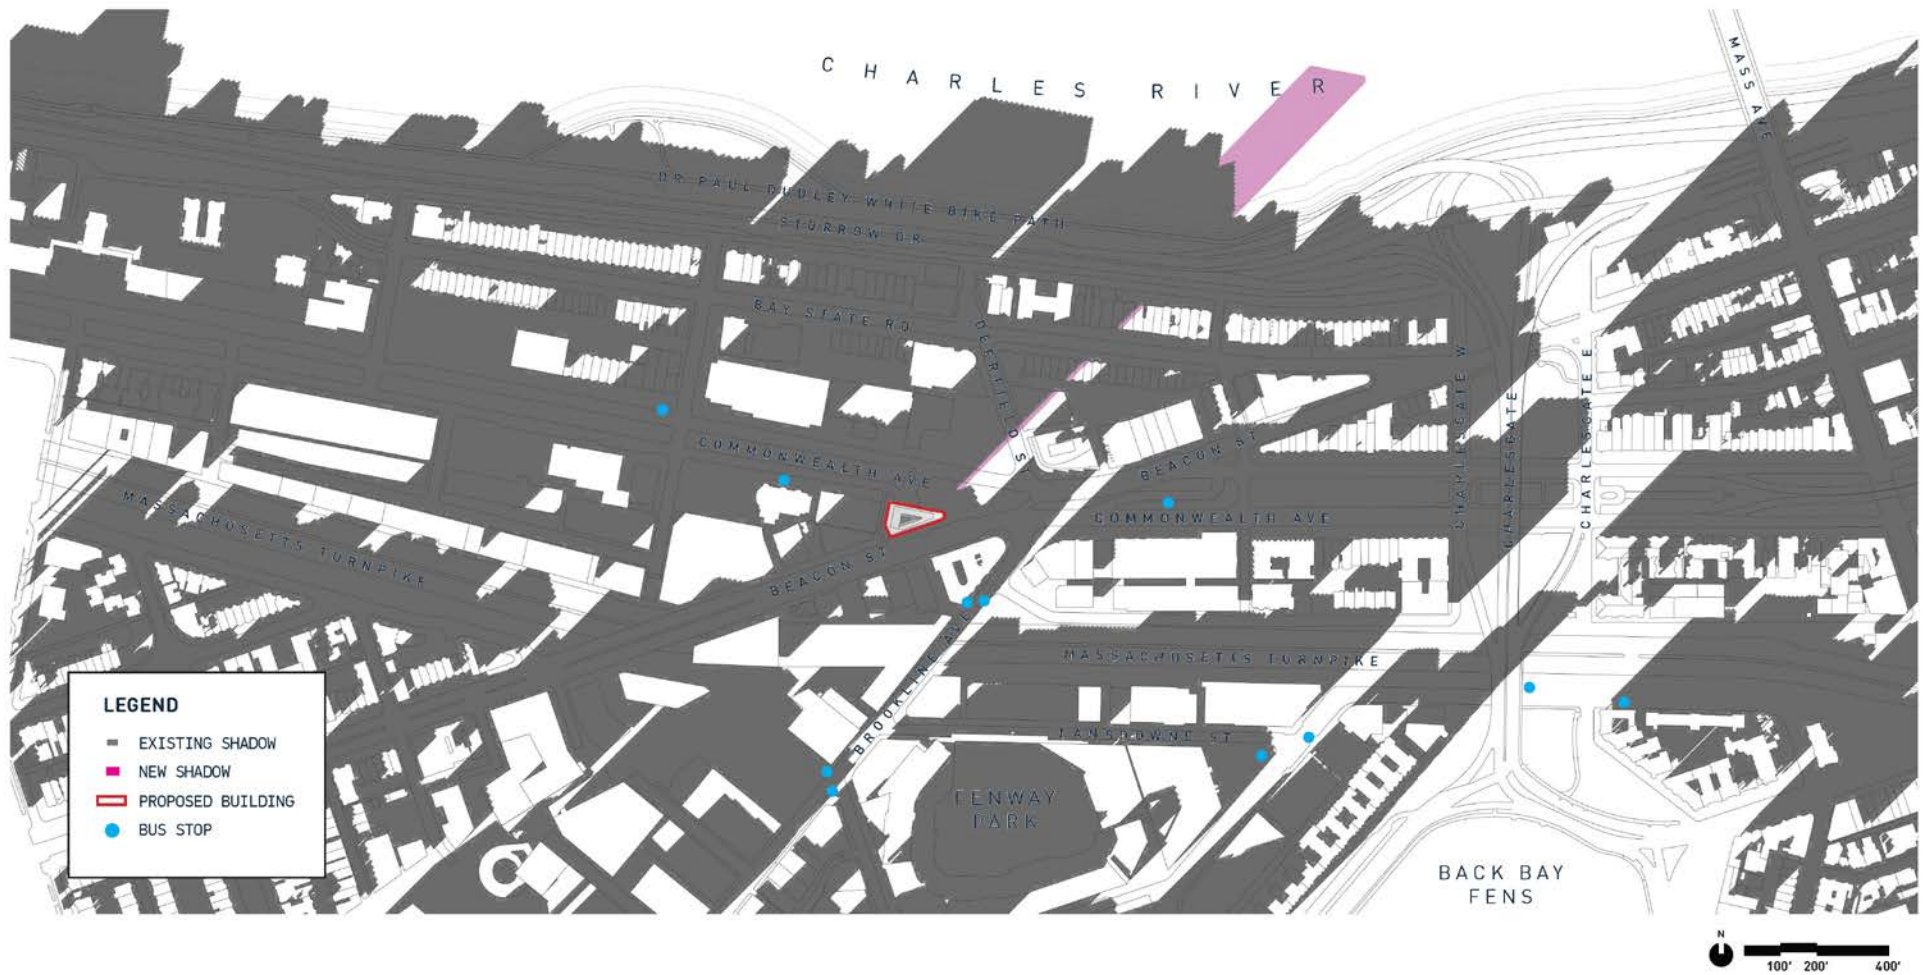 CHARLES RIVER
MASS AVE
DR PAUL DUDLEY WHITE BIKE PATH
STORROW DR
BAY STATE RD
DEERFIELD ST
COMMONWEALTH AVE
BEACON ST
CHARLESGATE W
CHARLESGATE
CHARLESGATE E
MASSACHOSETTS TURNPIKE
COMMONWEALTH AVE
BEACON ST
BROOKLINE AVE
MASSACHOSETTS TURNPIKE
LANSDOWNE ST
FENWAY
PARK
BACK BAY
FENS
LEGEND
EXISTING SHADOW
NEW SHADOW
PROPOSED BUILDING
BUS STOP
N
100' 200' 400'